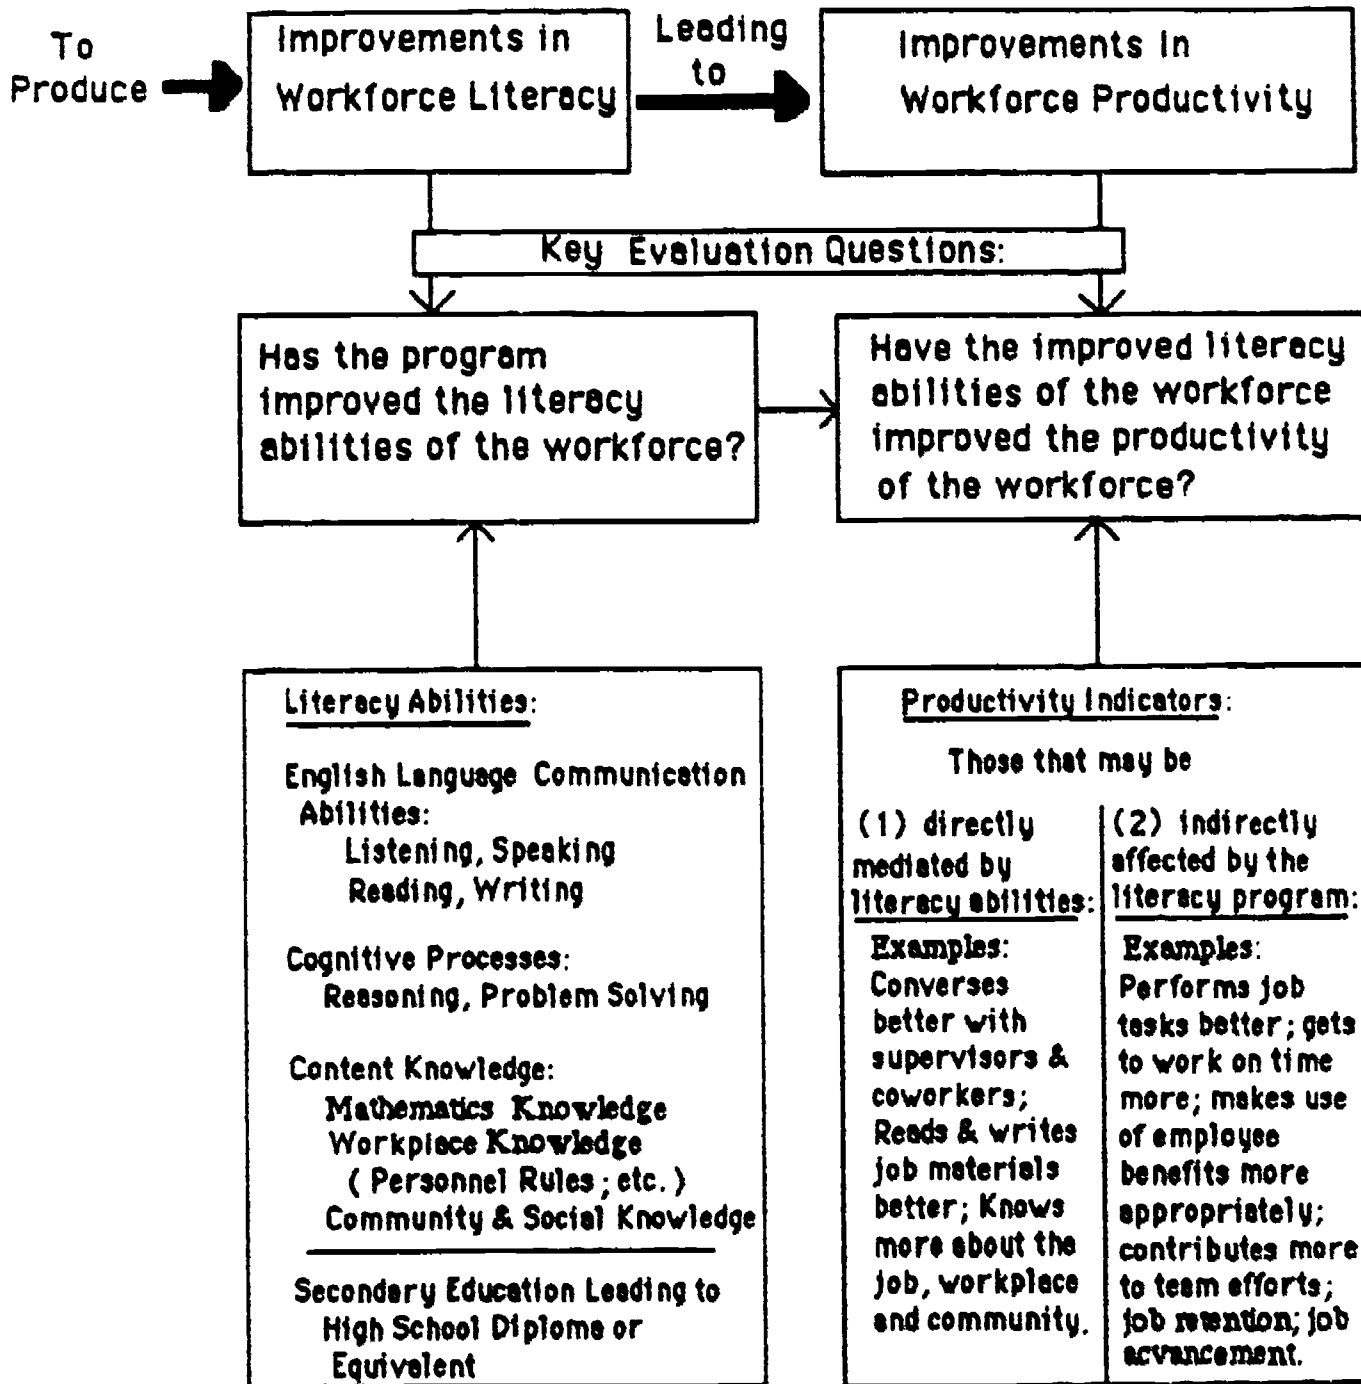 To
Produce
Improvements in
Workforce Literacy
Leading
to
Improvements In
Workforce Productivity
Key Evaluation Questions:
Has the program
improved the literacy
abilities of the workforce?
Have the improved literacy
abilities of the workforce
improved the productivity
of the workforce?
Literacy Abilities:
English Language Communication
Abilities:
Listening, Speaking
Reading, Writing
Cognitive Processes:
Reasoning, Problem Solving
Content Knowledge:
Mathematics Knowledge
Workplace Knowledge
( Personnel Rules ; etc. )
Community & Social Knowledge
Secondary Education Leading to
High School Diploma or
Equivalent
Productivity Indicators:
Those that may be
(1) directly
mediated by
literacy abilities:
Examples:
Converses
better with
supervisors &
coworkers;
Reads & writes
job materials
better; Knows
more about the
job, workplace
and community.
(2) indirectly
affected by the
literacy program:
Examples:
Performs job
tasks better; gets
to work on time
more; makes use
of employee
benefits more
appropriately;
contributes more
to team efforts;
job retention; job
acvancement.